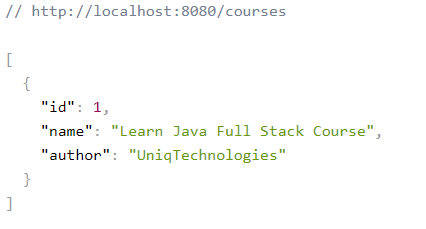 // http://localhost:8080/courses
[
{
"id": 1,
"name": "Learn Java Full Stack Course",
"author": "UniqTechnologies"
}
]